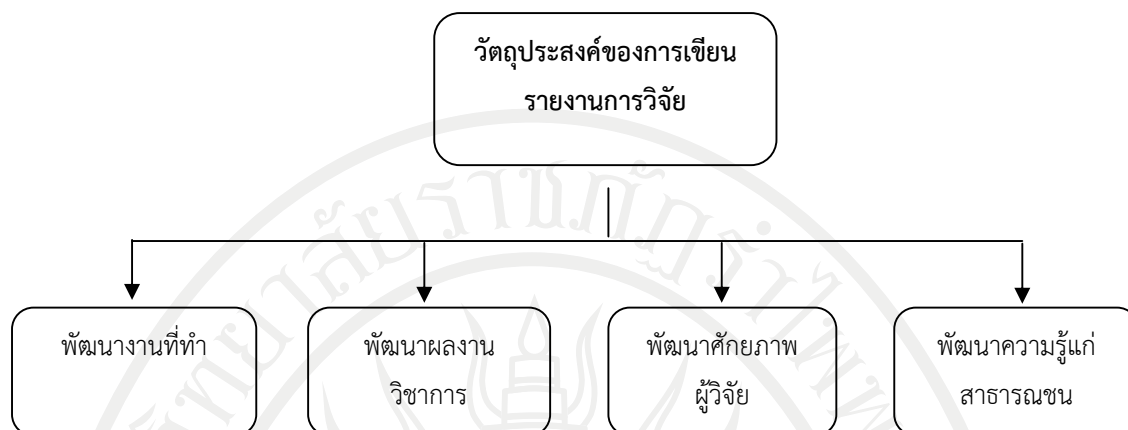 วัตถุประสงค์ของการเขียน
รายงานการวิจัย
พัฒนางานที่ทำ
พัฒนาผลงาน
วิชาการ
พัฒนาศักยภาพ
ผู้วิจัย
พัฒนาความรู้แก่
สาธารณชน